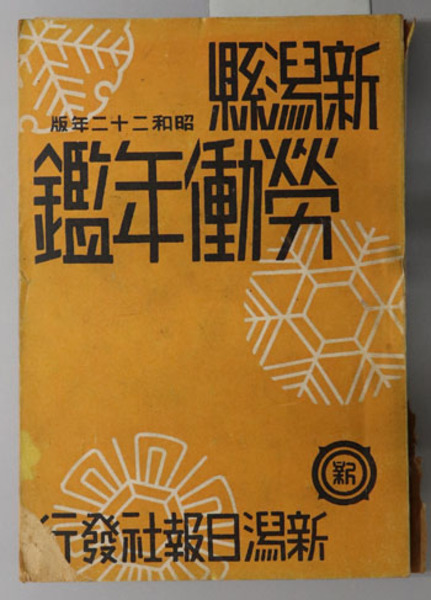 新潟縣
昭和二十二年版
勞働年鑑
新
新潟日報社發行